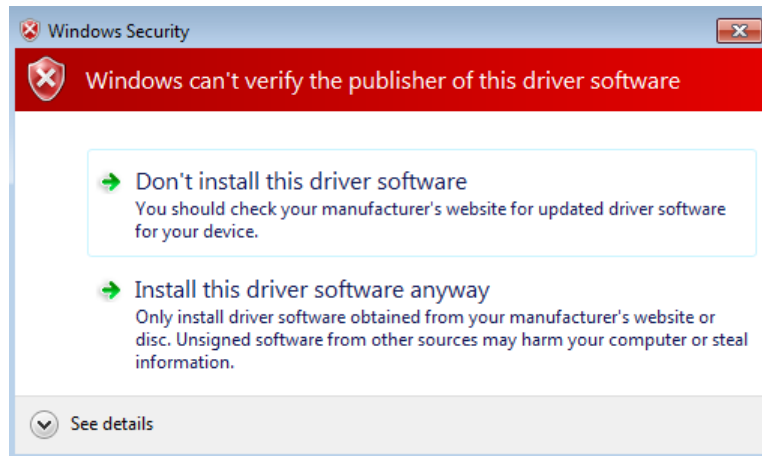 Windows Security
Windows can't verify the publisher of this driver software
Don't install this driver software
You should check your manufacturer's website for updated driver software
for your device.
Install this driver software anyway
Only install driver software obtained from your manufacturer's website or
disc. Unsigned software from other sources may harm your computer or steal
information.
See details